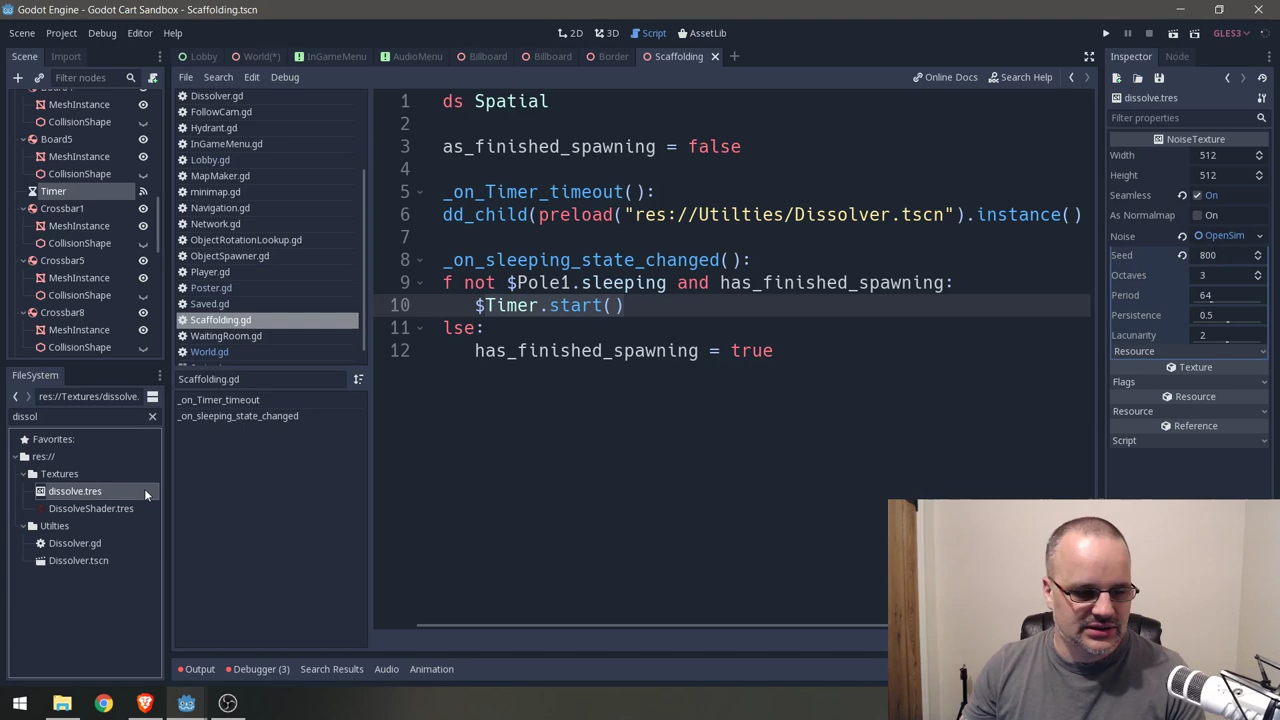 Godot Engine - Godot Cart Sandbox - Scaffolding.tscn
Scene Project Debug Editor Help
2D 3D Script AssetLib
GLES3
Scene Import
Lobby World(*) InGameMenu AudioMenu Billboard Billboard Border Scaffolding
Inspector Node
Filter nodes
File Search Edit Debug
Online Docs Search Help
MeshInstance
CollisionShape
Board5
MeshInstance
CollisionShape
Timer
Crossbar1
MeshInstance
CollisionShape
Crossbar5
MeshInstance
CollisionShape
Crossbar8
MeshInstance
CollisionShape
Dissolver.gd
FollowCam.gd
Hydrant.gd
InGameMenu.gd
Lobby.gd
MapMaker.gd
minimap.gd
Navigation.gd
Network.gd
ObjectRotationLookup.gd
ObjectSpawner.gd
Player.gd
Poster.gd
Saved.gd
Scaffolding.gd
WaitingRoom.gd
World.gd
Scaffolding.gd
_on_Timer_timeout
_on_sleeping_state_changed
1 ds Spatial
2
3 as_finished_spawning = false
4
5 _on_Timer_timeout():
6 dd_child(preload("res://Utilties/Dissolver.tscn").instance()
7
8 _on_sleeping_state_changed():
9 f not $Pole1.sleeping and has_finished_spawning:
10 $Timer.start()
11 lse:
12 has_finished_spawning = true
FileSystem
res://Textures/dissolve.
dissol
Favorites:
res://
Textures
dissolve.tres
DissolveShader.tres
Utilties
Dissolver.gd
Dissolver.tscn
Output Debugger (3) Search Results Audio Animation
dissolve.tres
Filter properties
NoiseTexture
Width 512
Height 512
Seamless On
As Normalmap On
Noise OpenSim
Seed 800
Octaves 3
Period 64
Persistence 0.5
Lacunarity 2
Resource
Texture
Flags
Resource
Resource
Reference
Script